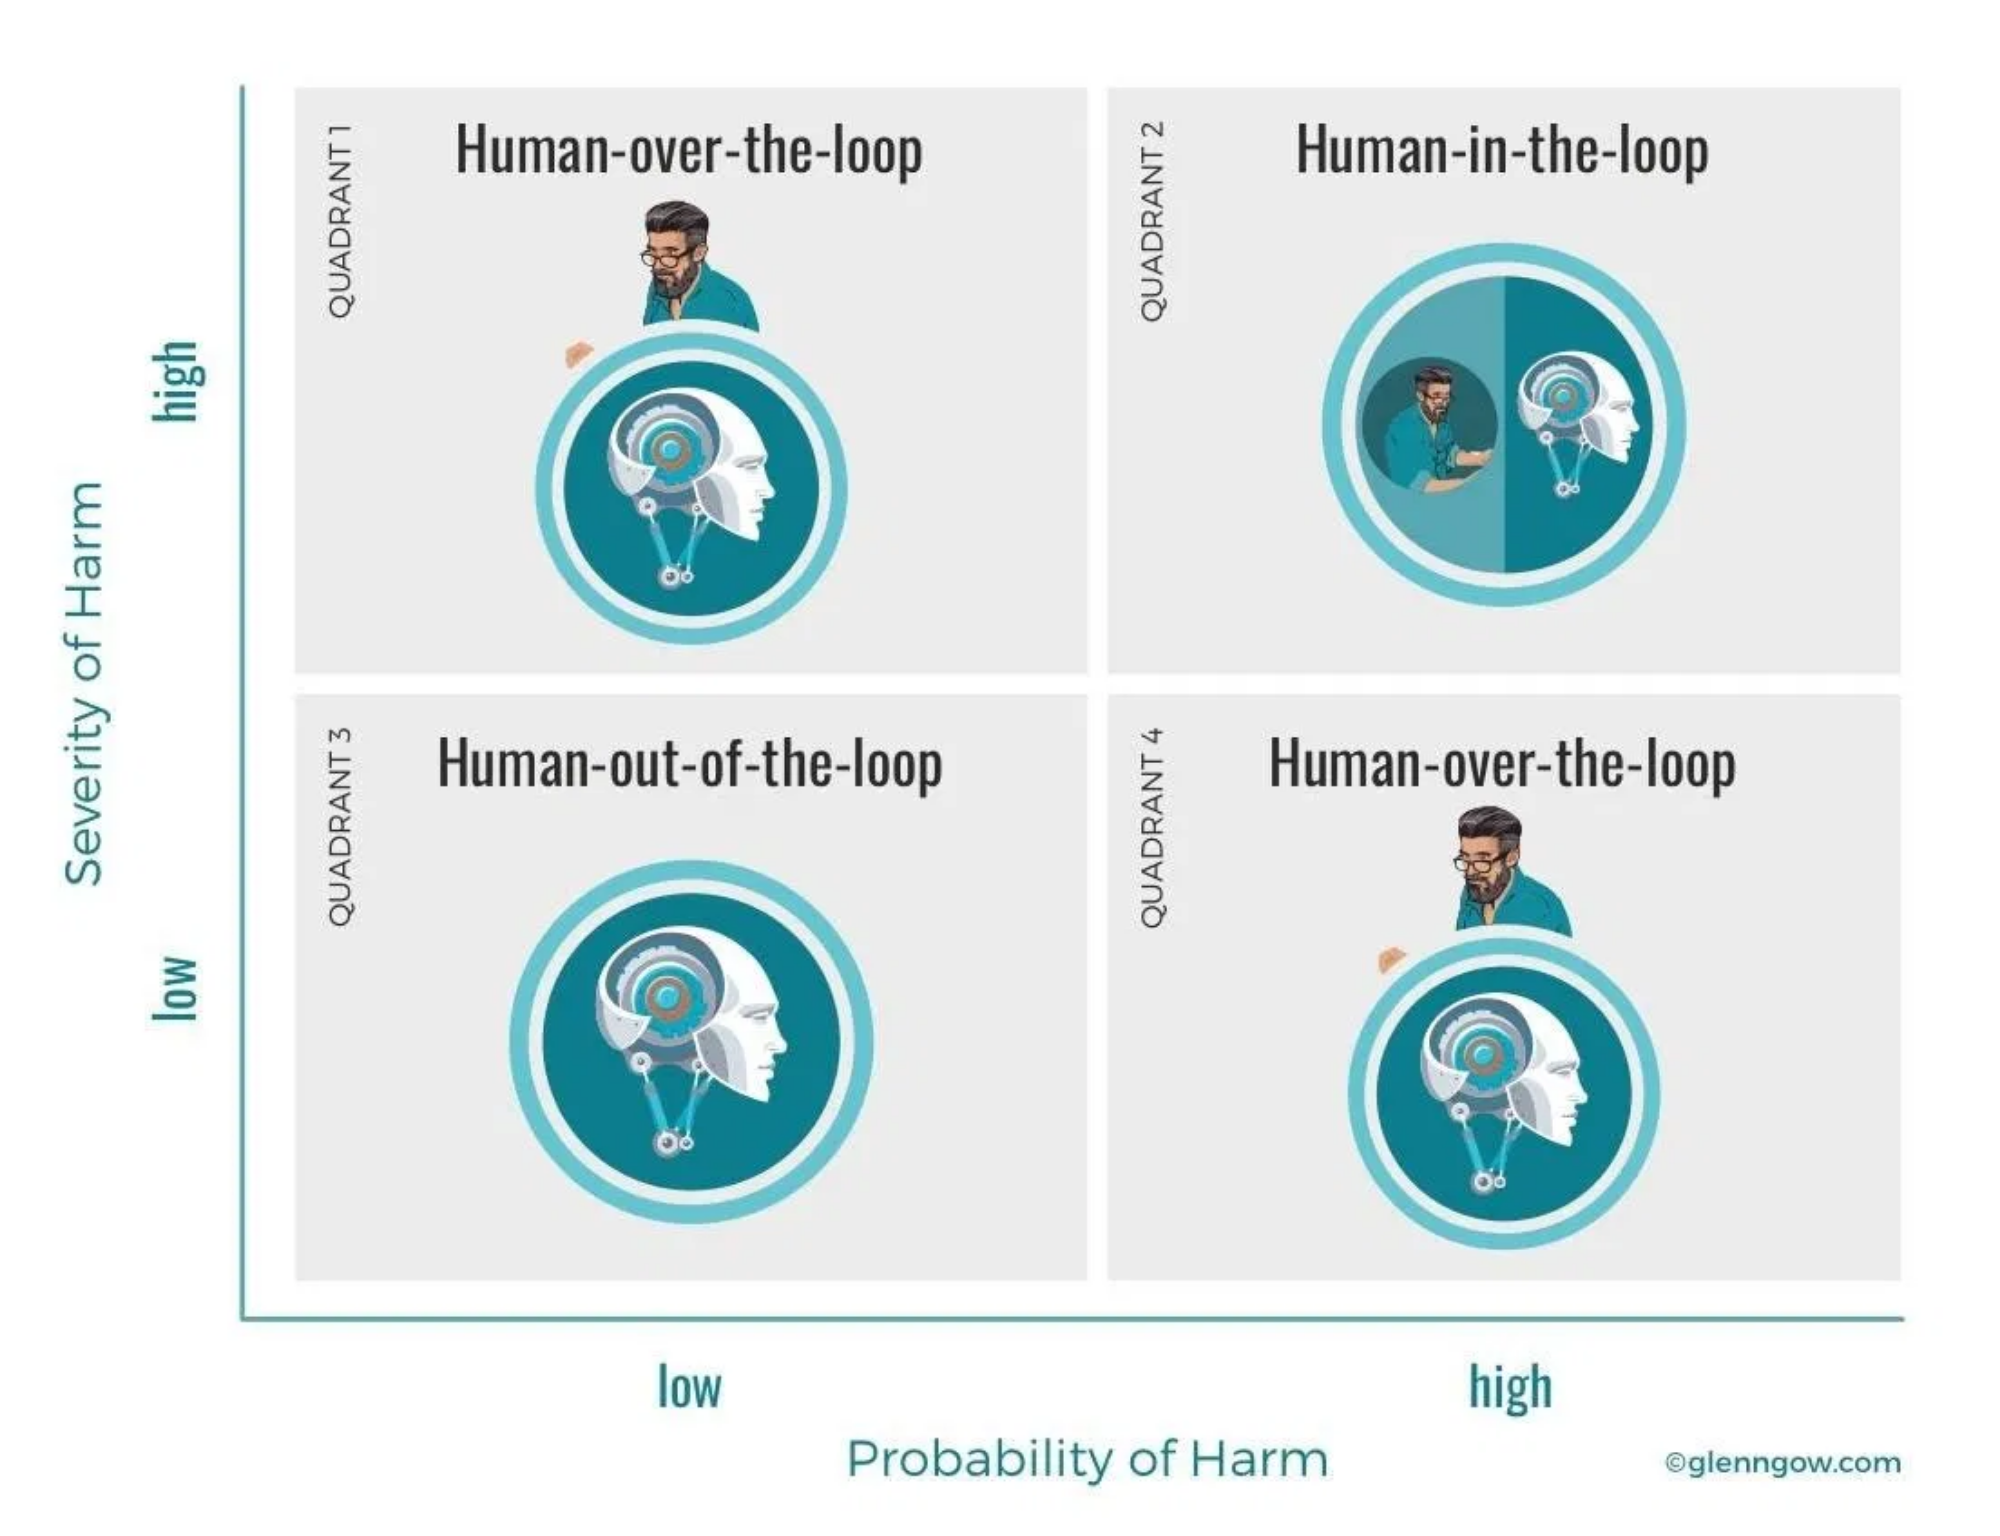 QUADRANT 1
Human-over-the-loop
QUADRANT 2
Human-in-the-loop
high
Severity of Harm
QUADRANT 3
Human-out-of-the-loop
QUADRANT 4
Human-over-the-loop
low
low
high
Probability of Harm
©glenngow.com